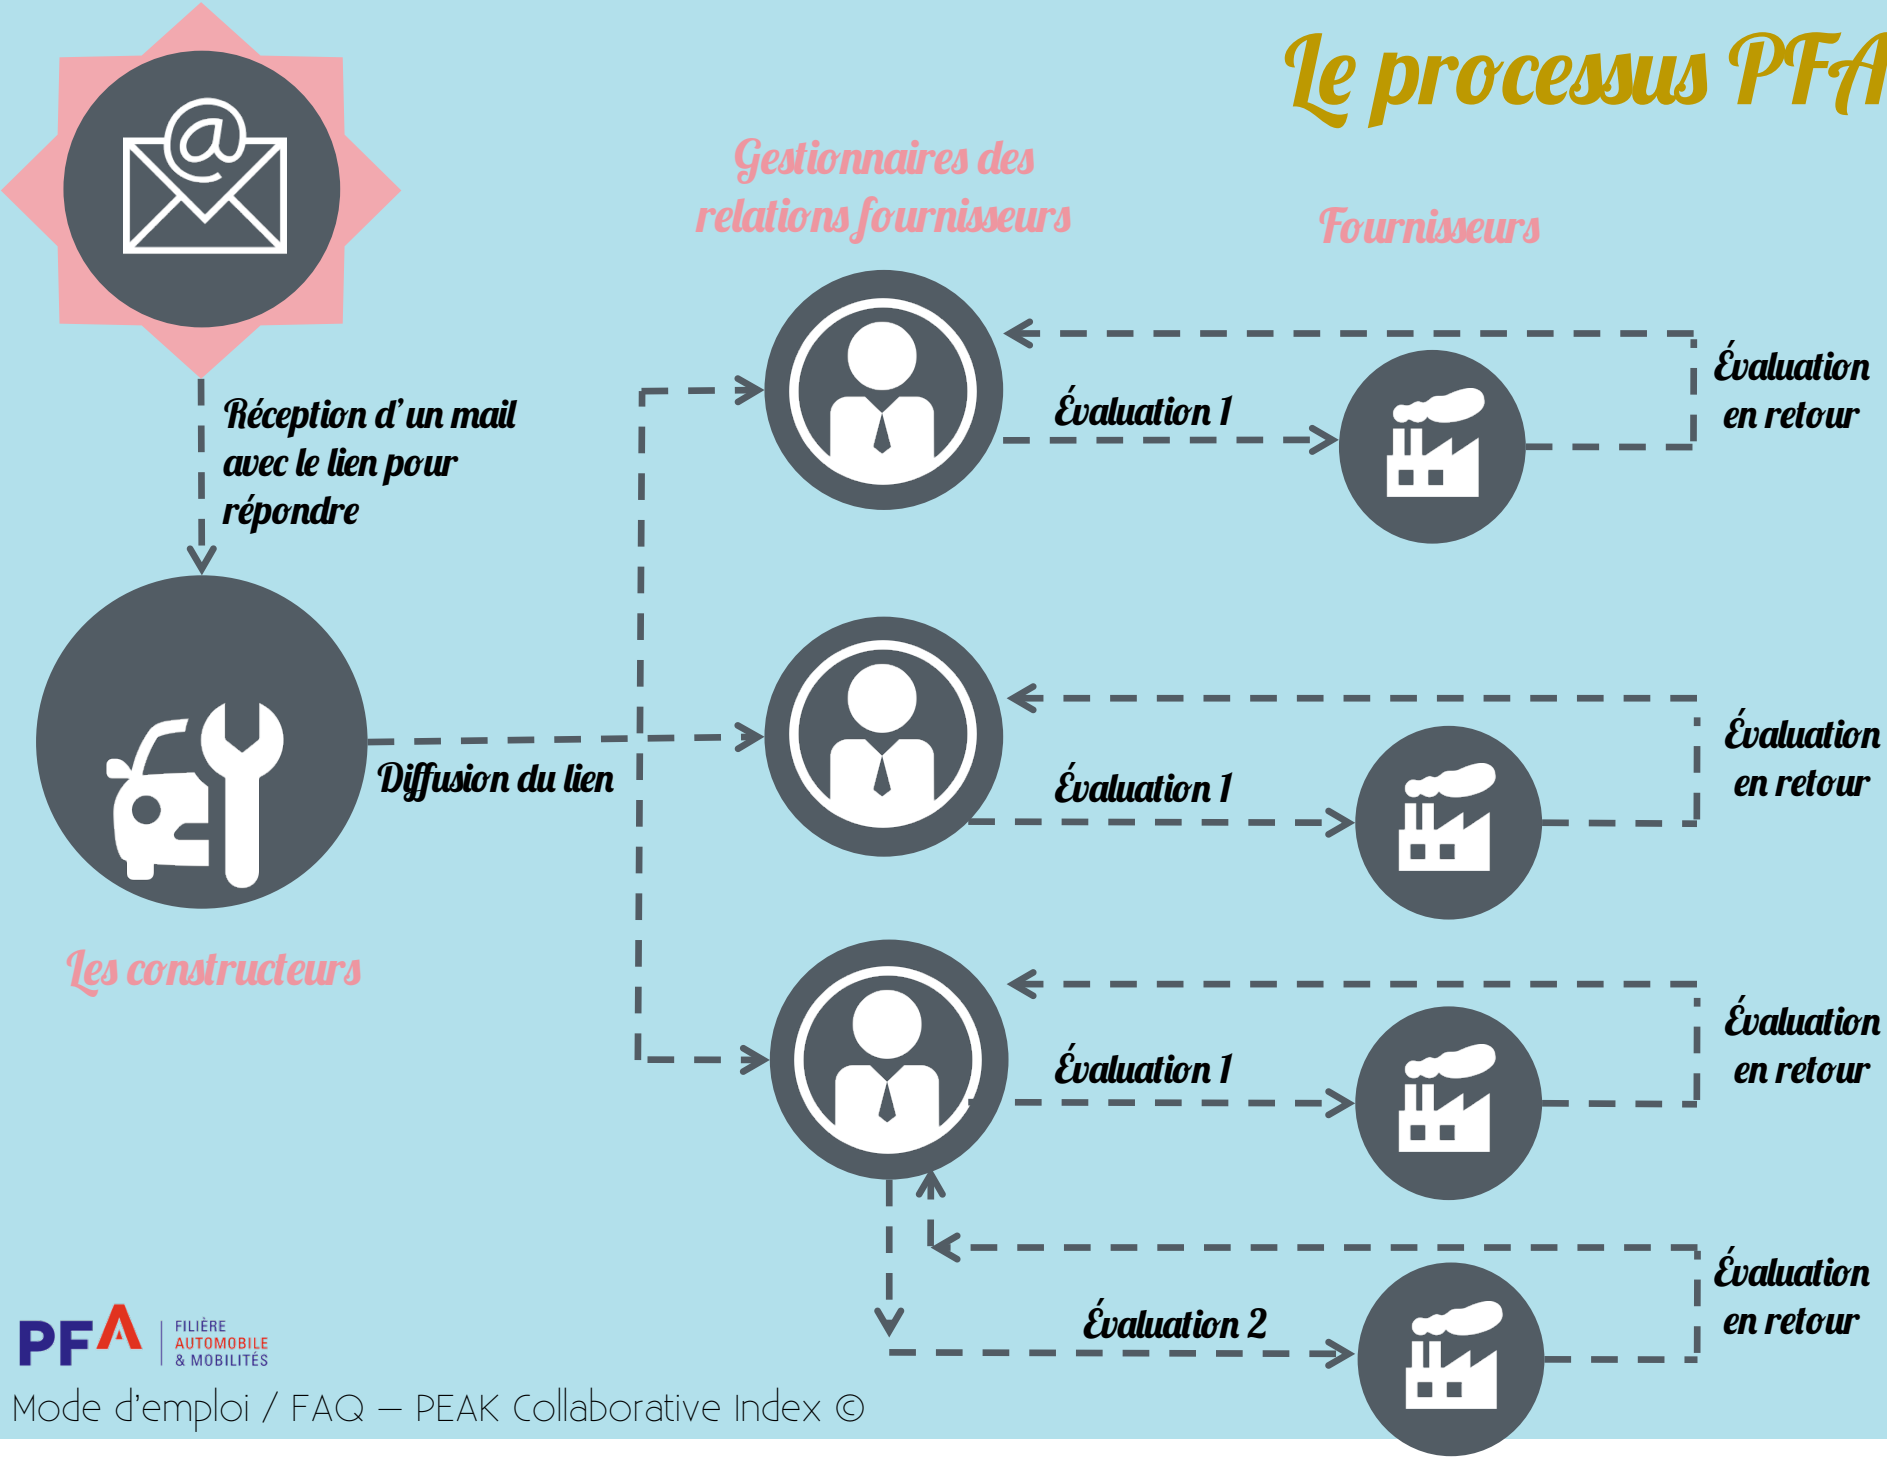 Le processus PFA
Gestionnaires des
relations fournisseurs
Fournisseurs
Réception d'un mail
avec le lien pour
répondre
Évaluation 1
Évaluation
en retour
Diffusion du lien
Évaluation 1
Évaluation
en retour
Les constructeurs
Évaluation 1
Évaluation
en retour
Évaluation 2
Évaluation
en retour
PFA
FILIÈRE
AUTOMOBILE
& MOBILITÉS
Mode d'emploi / FAQ – PEAK Collaborative Index ©